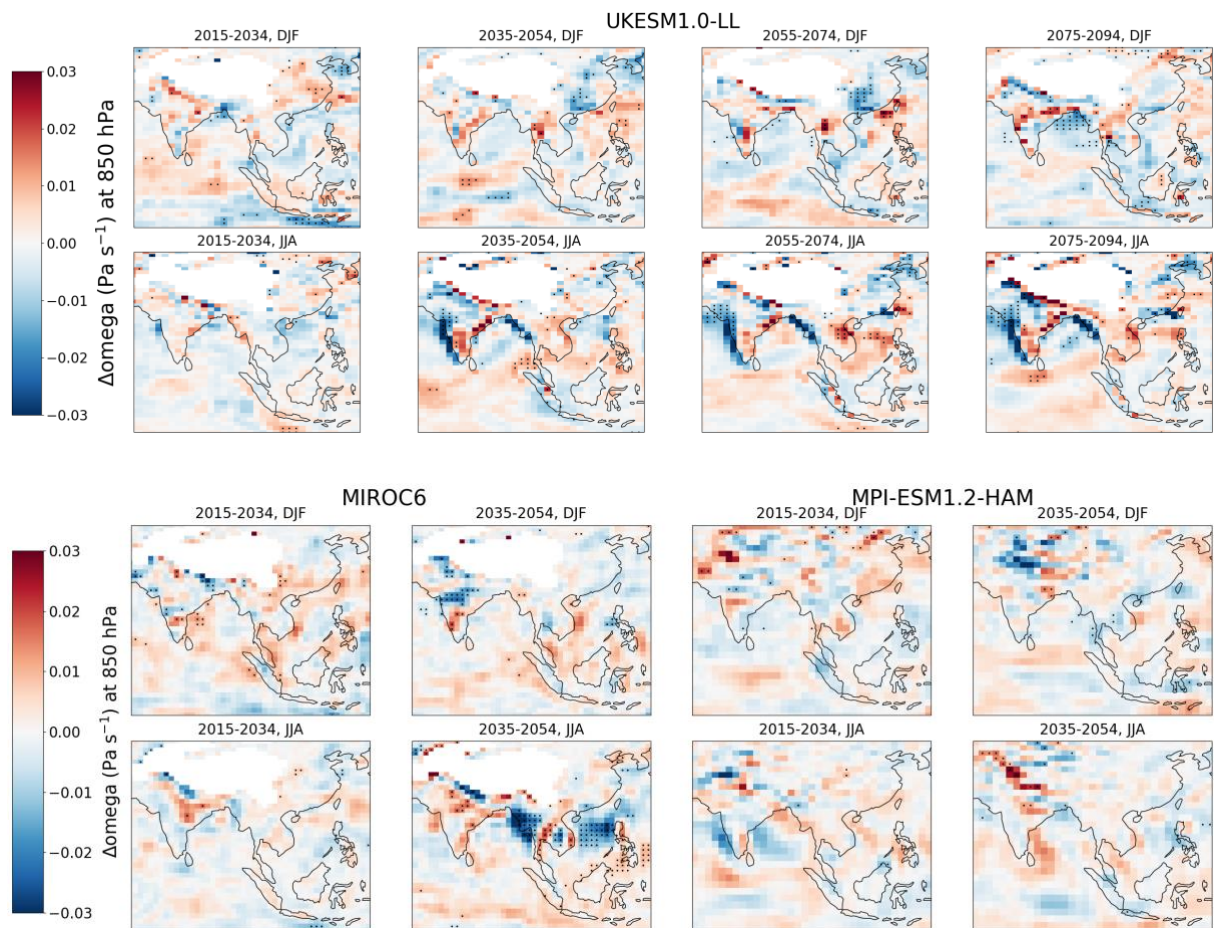 UKESM1.0-LL
2015-2034, DJF
2035-2054, DJF
2055-2074, DJF
2075-2094, DJF
0.03
0.02
0.01
0.00
−0.01
−0.02
−0.03
Δomega (Pa s⁻¹) at 850 hPa
2015-2034, JJA
2035-2054, JJA
2055-2074, JJA
2075-2094, JJA
MIROC6
MPI-ESM1.2-HAM
2015-2034, DJF
2035-2054, DJF
2015-2034, DJF
2035-2054, DJF
0.03
0.02
0.01
0.00
−0.01
−0.02
−0.03
Δomega (Pa s⁻¹) at 850 hPa
2015-2034, JJA
2035-2054, JJA
2015-2034, JJA
2035-2054, JJA